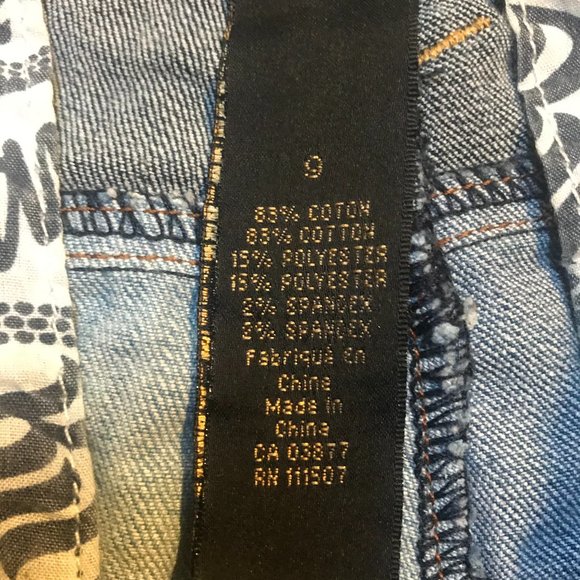 9
83% COTON
83% COTTON
15% POLYESTER
15% POLYESTER
2% SPANDEX
2% SPANDEX
Fabriqué En
China
Made in
China
CA 03877
RN 111507